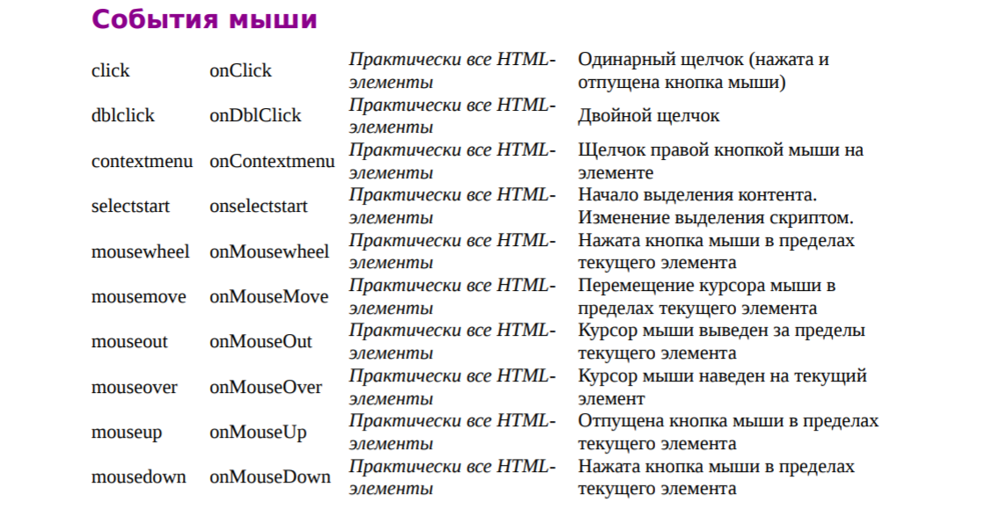 События мыши
click onClick Практически все HTML- Одинарный щелчок (нажата и
элементы отпущена кнопка мыши)
dblclick onDblClick Практически все HTML- Двойной щелчок
элементы
contextmenu onContextmenu Практически все HTML- Щелчок правой кнопкой мыши на
элементы элементе
selectstart onselectstart Практически все HTML- Начало выделения контента.
элементы Изменение выделения скриптом.
mousewheel onMousewheel Практически все HTML- Нажата кнопка мыши в пределах
элементы текущего элемента
mousemove onMouseMove Практически все HTML- Перемещение курсора мыши в
элементы пределах текущего элемента
mouseout onMouseOut Практически все HTML- Курсор мыши выведен за пределы
элементы текущего элемента
mouseover onMouseOver Практически все HTML- Курсор мыши наведен на текущий
элементы элемент
mouseup onMouseUp Практически все HTML- Отпущена кнопка мыши в пределах
элементы текущего элемента
mousedown onMouseDown Практически все HTML- Нажата кнопка мыши в пределах
элементы текущего элемента